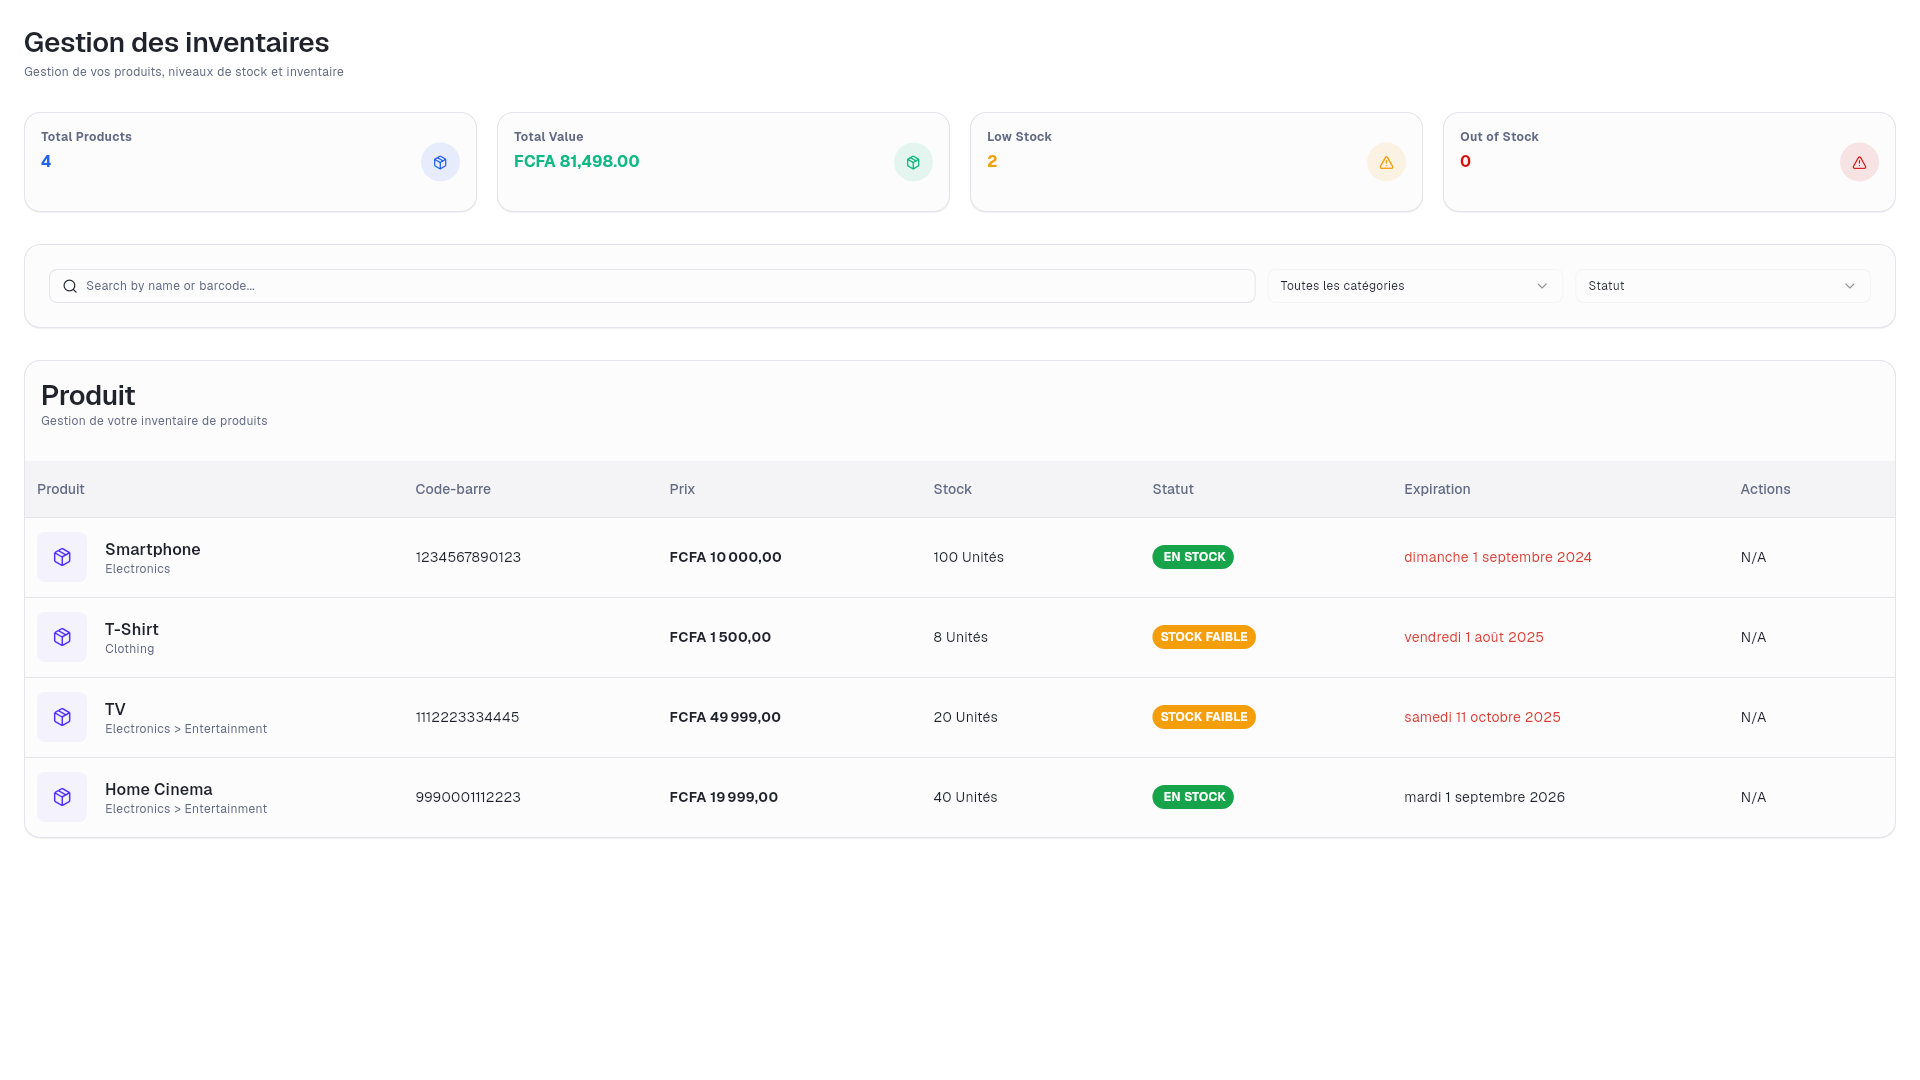 Gestion des inventaires
Gestion de vos produits, niveaux de stock et inventaire
Total Products
4
Total Value
FCFA 81,498.00
Low Stock
2
Out of Stock
0
Search by name or barcode...
Toutes les catégories
Statut
Produit
Gestion de votre inventaire de produits
Produit Code-barre Prix Stock Statut Expiration Actions
Smartphone
Electronics
1234567890123 FCFA 10 000,00 100 Unités EN STOCK dimanche 1 septembre 2024 N/A
T-Shirt
Clothing
FCFA 1 500,00 8 Unités STOCK FAIBLE vendredi 1 août 2025 N/A
TV
Electronics > Entertainment
1112223334445 FCFA 49 999,00 20 Unités STOCK FAIBLE samedi 11 octobre 2025 N/A
Home Cinema
Electronics > Entertainment
9990001112223 FCFA 19 999,00 40 Unités EN STOCK mardi 1 septembre 2026 N/A